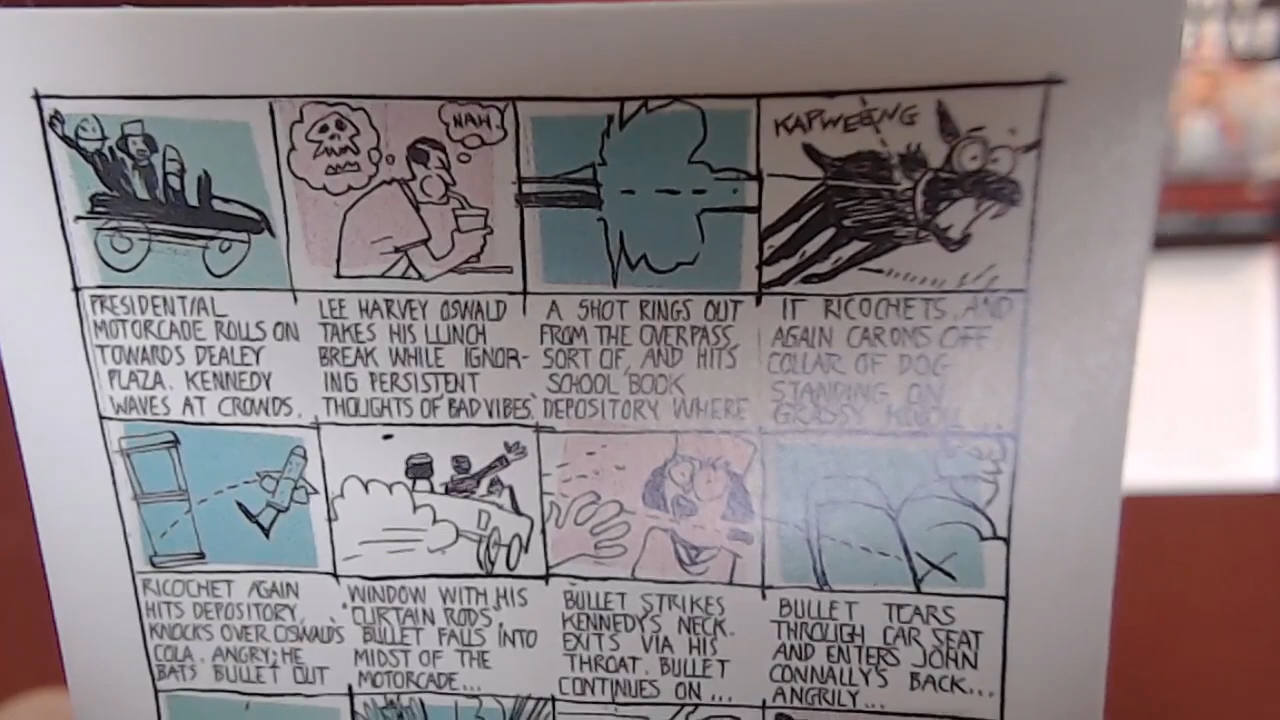 NAH.
KAPWEEING
PRESIDENTIAL
MOTORCADE ROLLS ON
TOWARDS DEALEY
PLAZA. KENNEDY
WAVES AT CROWDS.
LEE HARVEY OSWALD
TAKES HIS LUNCH
BREAK WHILE IGNOR-
ING PERSISTENT
THOUGHTS OF BAD VIBES.
A SHOT RINGS OUT
FROM THE OVERPASS,
SORT OF, AND HITS
SCHOOL BOOK
DEPOSITORY WHERE
IT RICOCHETS AND
AGAIN CAROMS OFF
COLLAR OF DOG
STANDING ON
GRASSY KNOLL...
RICOCHET AGAIN
HITS DEPOSITORY,
KNOCKS OVER OSWALD'S
COLA. ANGRY, HE
BATS BULLET OUT
WINDOW WITH HIS
"CURTAIN RODS".
BULLET FALLS INTO
MIDST OF THE
MOTORCADE...
BULLET STRIKES
KENNEDY'S NECK.
EXITS VIA HIS
THROAT. BULLET
CONTINUES ON...
BULLET TEARS
THROUGH CAR SEAT
AND ENTERS JOHN
CONNALLY'S BACK...
ANGRILY...